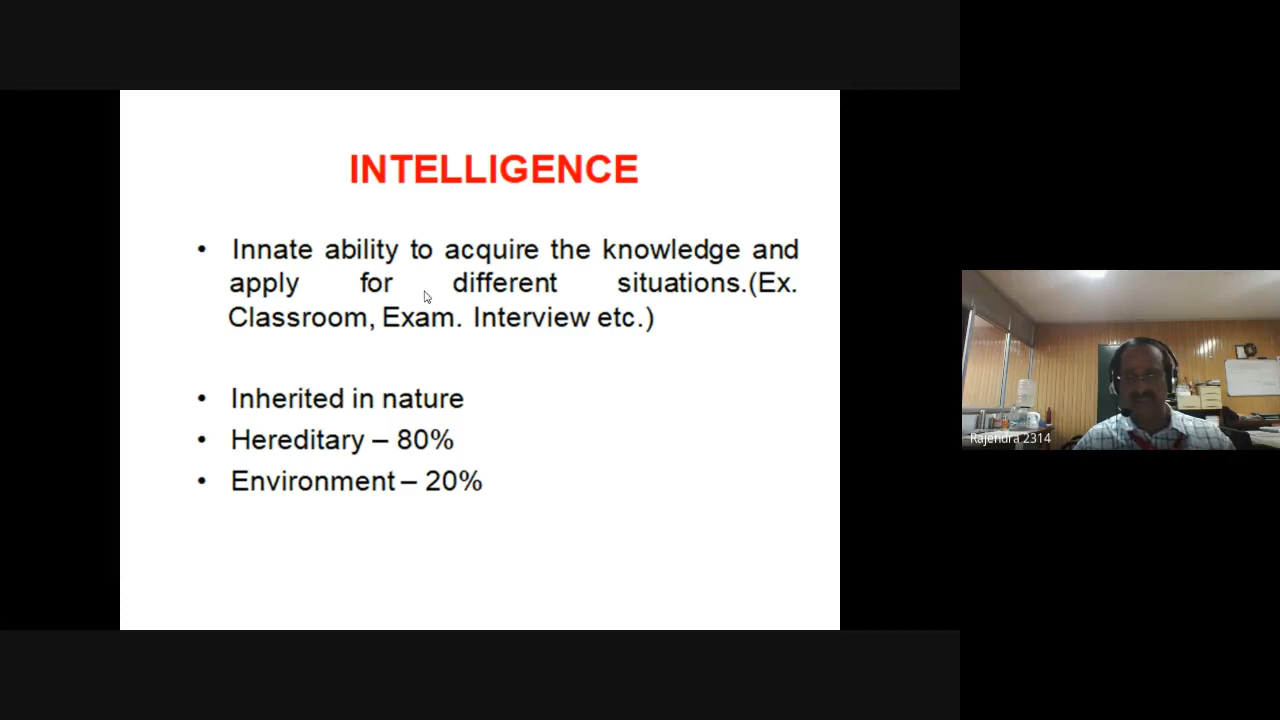 INTELLIGENCE
• Innate ability to acquire the knowledge and
apply for different situations.(Ex.
Classroom, Exam. Interview etc.)
• Inherited in nature
• Hereditary – 80%
• Environment – 20%
Rajendra 2314